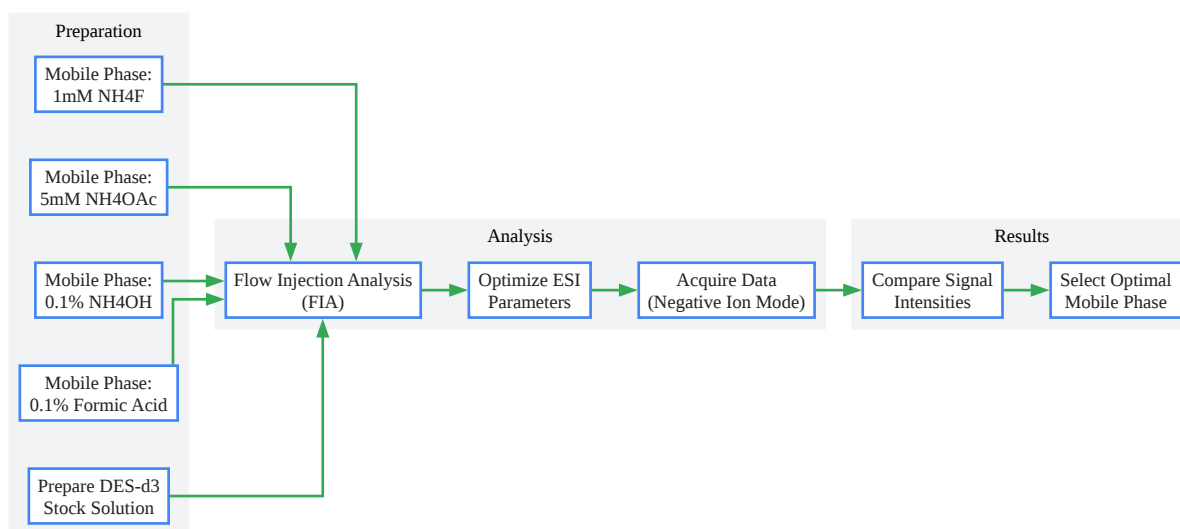 Preparation
Mobile Phase:
1mM NH4F
Mobile Phase:
5mM NH4OAc
Mobile Phase:
0.1% NH4OH
Mobile Phase:
0.1% Formic Acid
Prepare DES-d3
Stock Solution
Analysis
Flow Injection Analysis
(FIA)
Optimize ESI
Parameters
Acquire Data
(Negative Ion Mode)
Results
Compare Signal
Intensities
Select Optimal
Mobile Phase